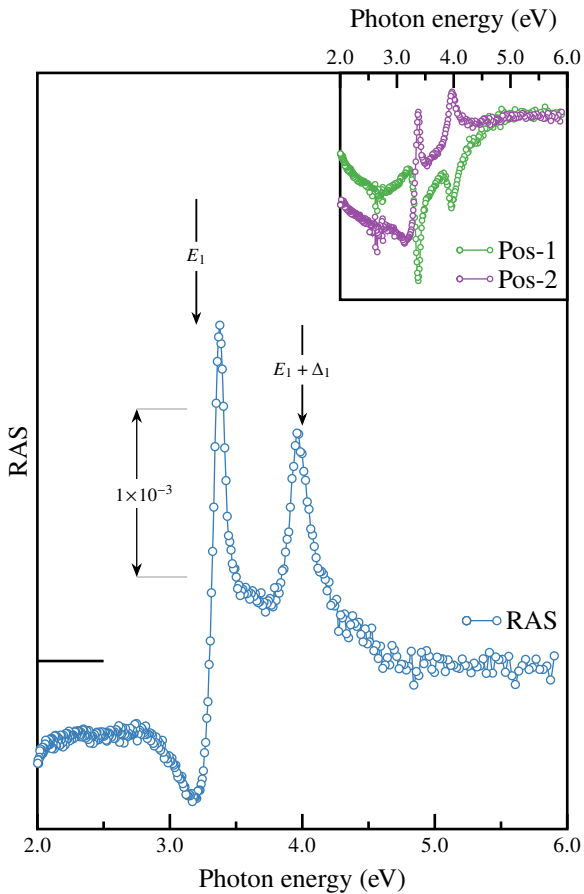 Photon energy (eV)
2.0 3.0 4.0 5.0 6.0
Pos-1
Pos-2
E₁
E₁ + Δ₁
1×10⁻³
RAS
RAS
2.0 3.0 4.0 5.0 6.0
Photon energy (eV)